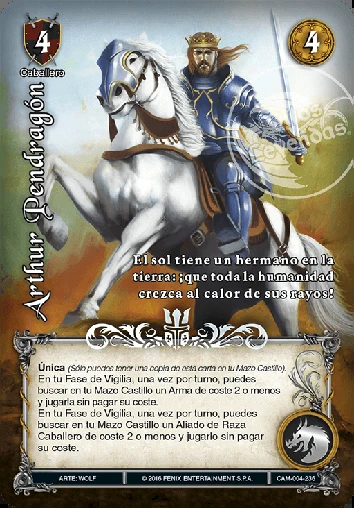 4
Caballero
4
Arthur Pendragón
Leyendas
El sol tiene un hermano en la
tierra: ¡que toda la humanidad
crezca al calor de sus rayos!
Única (Sólo puedes tener una copia de esta carta en tu Mazo Castillo).
En tu Fase de Vigilia, una vez por turno, puedes
buscar en tu Mazo Castillo un Arma de coste 2 o menos
y jugarla sin pagar su coste.
En tu Fase de Vigilia, una vez por turno, puedes
buscar en tu Mazo Castillo un Aliado de Raza
Caballero de coste 2 o menos y jugarlo sin pagar
su coste.
ARTE: WOLF
© 2016 FENIX ENTERTAINMENT S.P.A.